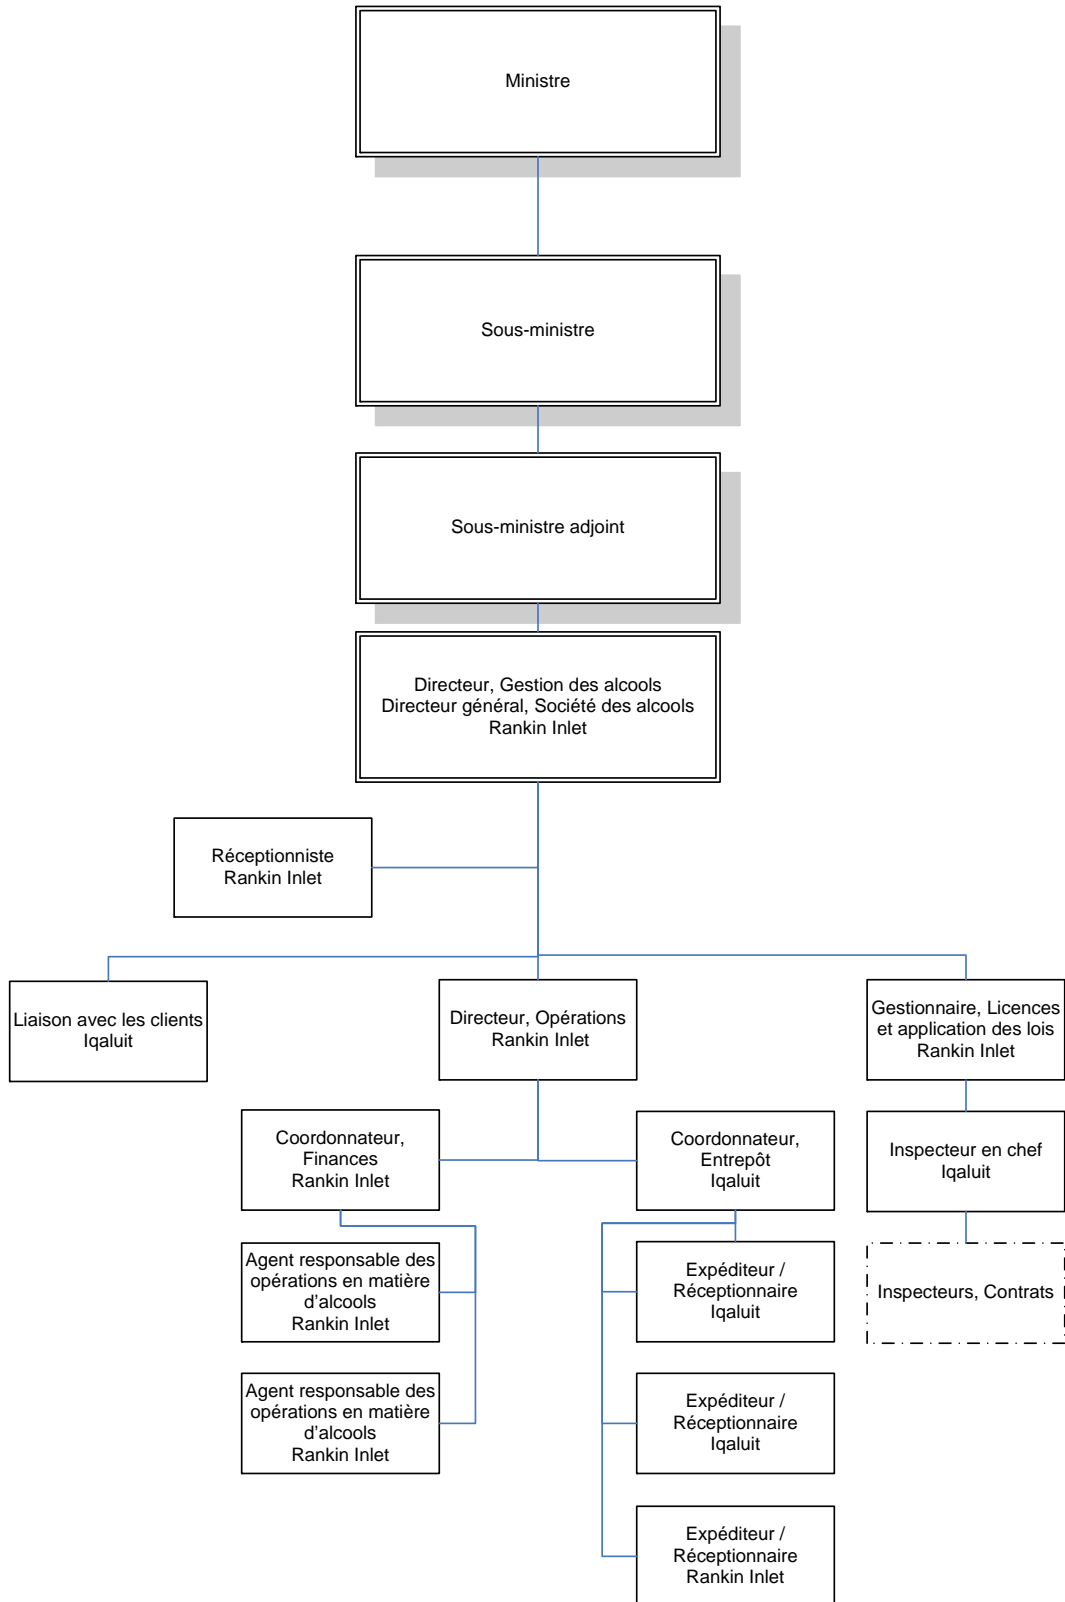 Ministre
Sous-ministre
Sous-ministre adjoint
Directeur, Gestion des alcools
Directeur général, Société des alcools
Rankin Inlet
Réceptionniste
Rankin Inlet
Liaison avec les clients
Iqaluit
Directeur, Opérations
Rankin Inlet
Gestionnaire, Licences
et application des lois
Rankin Inlet
Coordonnateur,
Finances
Rankin Inlet
Coordonnateur,
Entrepôt
Iqaluit
Inspecteur en chef
Iqaluit
Agent responsable des
opérations en matière
d'alcools
Rankin Inlet
Expéditeur /
Réceptionnaire
Iqaluit
Inspecteurs, Contrats
Agent responsable des
opérations en matière
d'alcools
Rankin Inlet
Expéditeur /
Réceptionnaire
Iqaluit
Expéditeur /
Réceptionnaire
Rankin Inlet